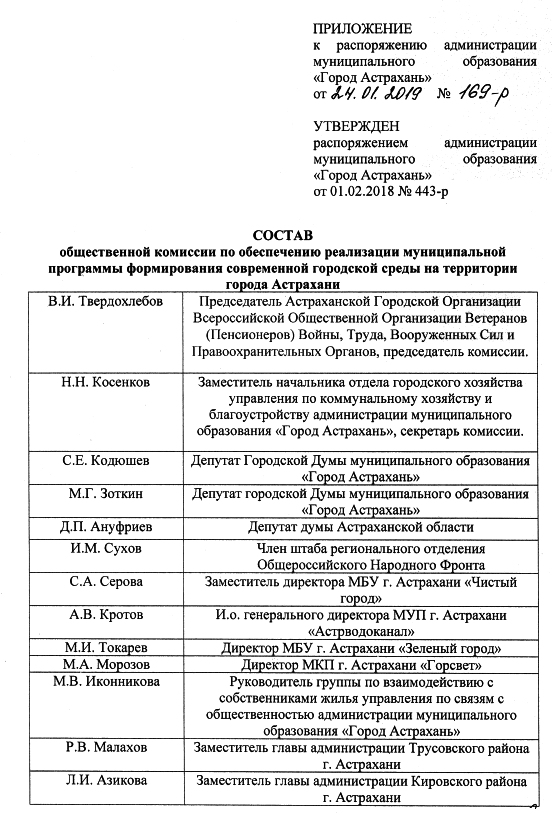 ПРИЛОЖЕНИЕ
к распоряжению администрации
муниципального образования
«Город Астрахань»
от 24.01.2019 № 169-р
УТВЕРЖДЕН
распоряжением администрации
муниципального образования
«Город Астрахань»
от 01.02.2018 № 443-р
СОСТАВ
общественной комиссии по обеспечению реализации муниципальной
программы формирования современной городской среды на территории
города Астрахани
В.И. Твердохлебов
Председатель Астраханской Городской Организации
Всероссийской Общественной Организации Ветеранов
(Пенсионеров) Войны, Труда, Вооруженных Сил и
Правоохранительных Органов, председатель комиссии.
Н.Н. Косенков
Заместитель начальника отдела городского хозяйства
управления по коммунальному хозяйству и
благоустройству администрации муниципального
образования «Город Астрахань», секретарь комиссии.
С.Е. Кодюшев
Депутат Городской Думы муниципального образования
«Город Астрахань»
М.Г. Зоткин
Депутат городской Думы муниципального образования
«Город Астрахань»
Д.П. Ануфриев
Депутат думы Астраханской области
И.М. Сухов
Член штаба регионального отделения
Общероссийского Народного Фронта
С.А. Серова
Заместитель директора МБУ г. Астрахани «Чистый
город»
А.В. Кротов
И.о. генерального директора МУП г. Астрахани
«Астрводоканал»
М.И. Токарев
Директор МБУ г. Астрахани «Зеленый город»
М.А. Морозов
Директор МКП г. Астрахани «Горсвет»
М.В. Иконникова
Руководитель группы по взаимодействию с
собственниками жилья управления по связям с
общественностью администрации муниципального
образования «Город Астрахань»
Р.В. Малахов
Заместитель главы администрации Трусовского района
г. Астрахани
Л.И. Азикова
Заместитель главы администрации Кировского района
г. Астрахани